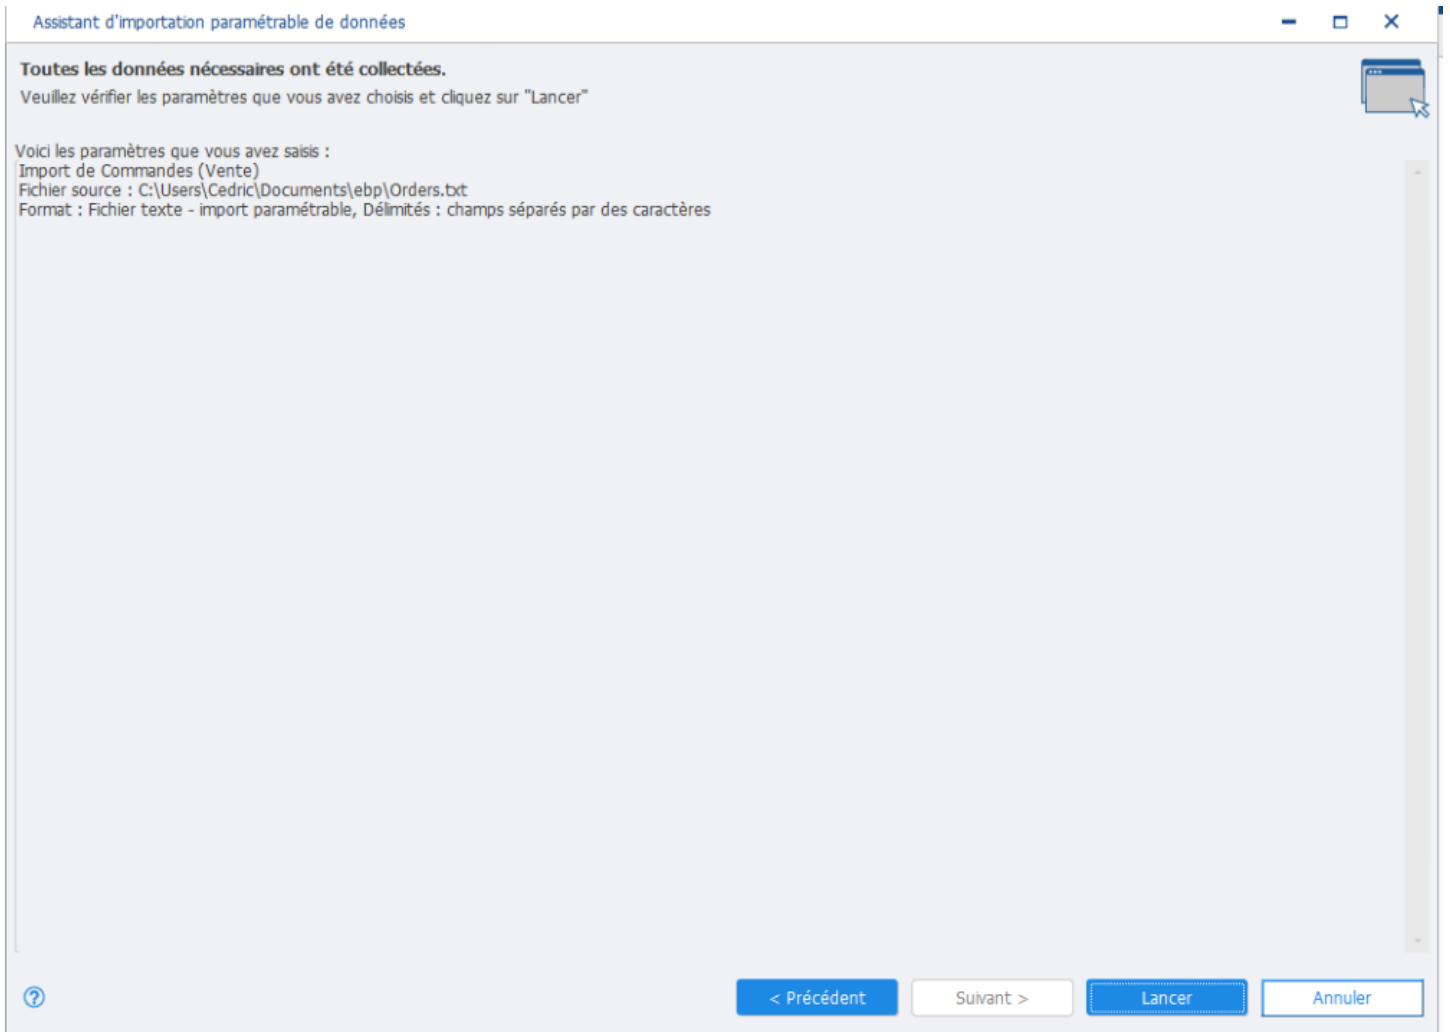 Assistant d'importation paramétrable de données
Toutes les données nécessaires ont été collectées.
Veuillez vérifier les paramètres que vous avez choisis et cliquez sur "Lancer"
Voici les paramètres que vous avez saisis :
Import de Commandes (Vente)
Fichier source : C:\Users\Cedric\Documents\ebp\Orders.txt
Format : Fichier texte - import paramétrable, Délimités : champs séparés par des caractères
< Précédent
Suivant >
Lancer
Annuler